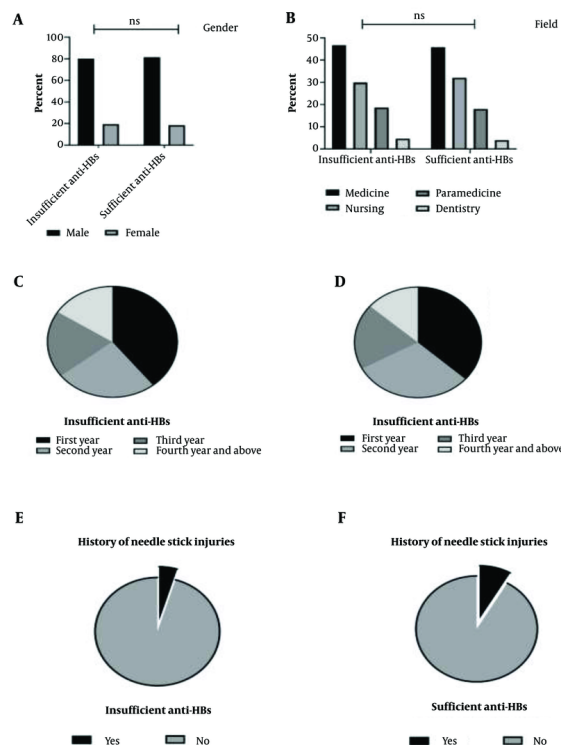 A
ns
Gender
100
80
60
40
20
0
Percent
Insufficient anti-HBs
Sufficient anti-HBs
Male Female
B
ns
Field
50
40
30
20
10
0
Percent
Insufficient anti-HBs Sufficient anti-HBs
Medicine Paramedicine
Nursing Dentistry
C
Insufficient anti-HBs
First year Third year
Second year Fourth year and above
D
Insufficient anti-HBs
First year Third year
Second year Fourth year and above
E
History of needle stick injuries
Insufficient anti-HBs
Yes No
F
History of needle stick injuries
Sufficient anti-HBs
Yes No